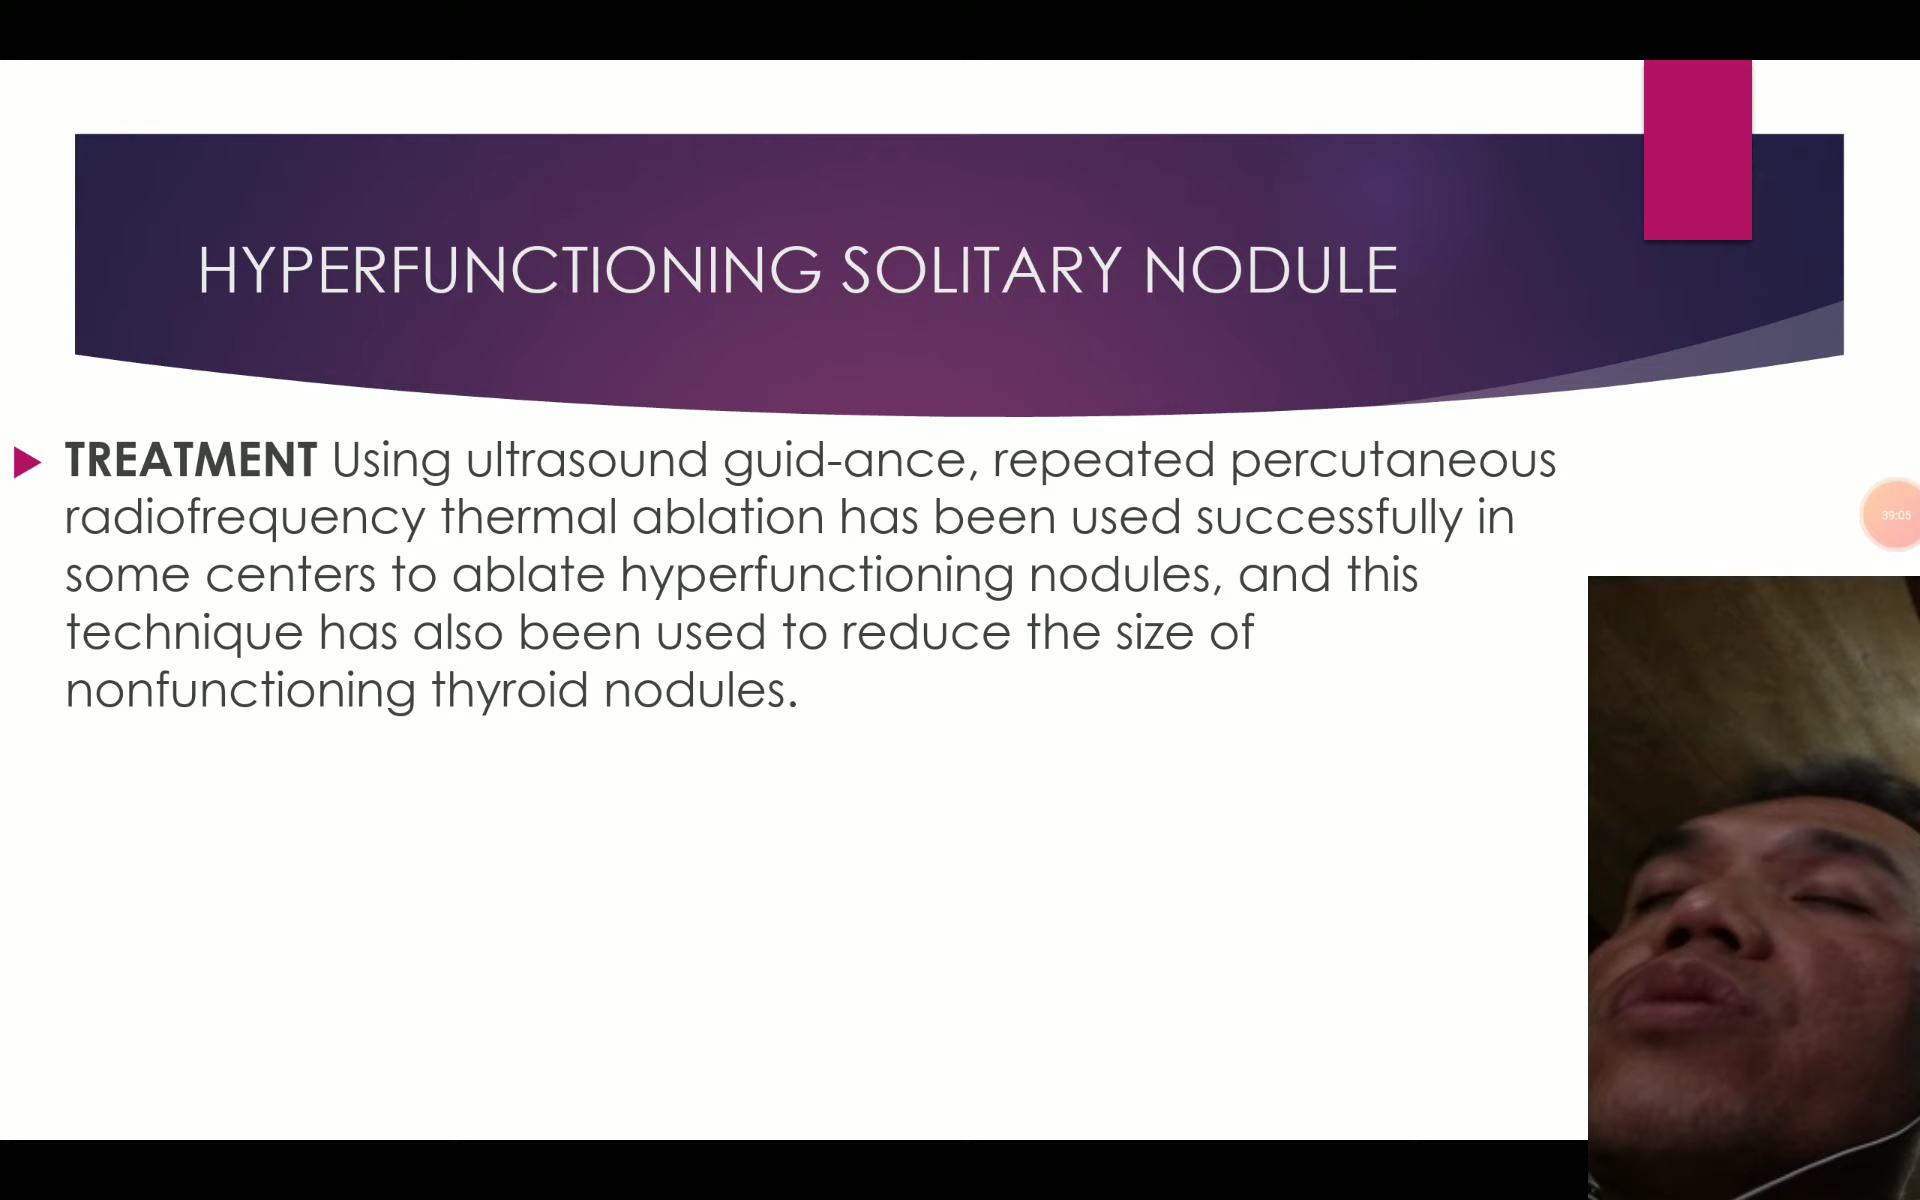 HYPERFUNCTIONING SOLITARY NODULE
TREATMENT Using ultrasound guid-ance, repeated percutaneous
radiofrequency thermal ablation has been used successfully in
some centers to ablate hyperfunctioning nodules, and this
technique has also been used to reduce the size of
nonfunctioning thyroid nodules.
39:05